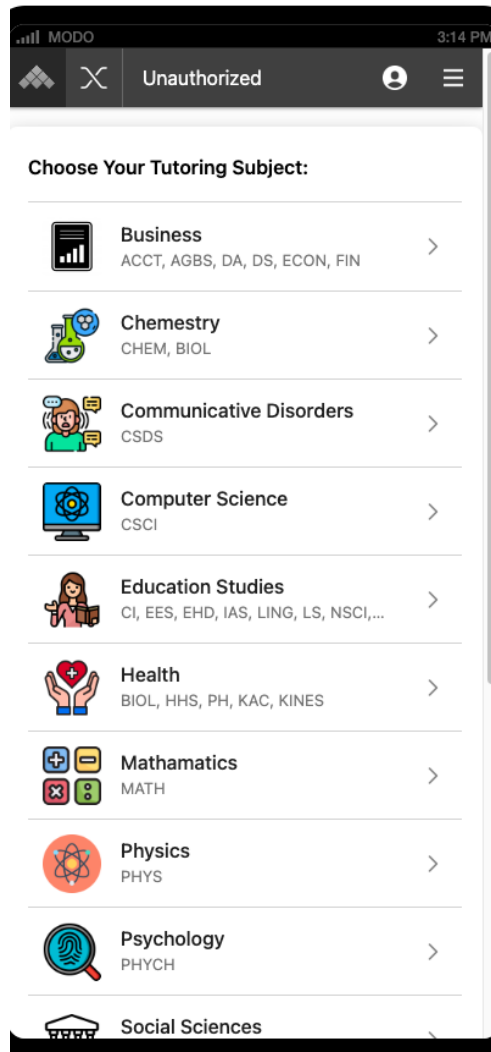 MODO 3:14 PM
Unauthorized
Choose Your Tutoring Subject:
Business
ACCT, AGBS, DA, DS, ECON, FIN
Chemestry
CHEM, BIOL
Communicative Disorders
CSDS
Computer Science
CSCI
Education Studies
CI, EES, EHD, IAS, LING, LS, NSCI,...
Health
BIOL, HHS, PH, KAC, KINES
Mathamatics
MATH
Physics
PHYS
Psychology
PHYCH
Social Sciences